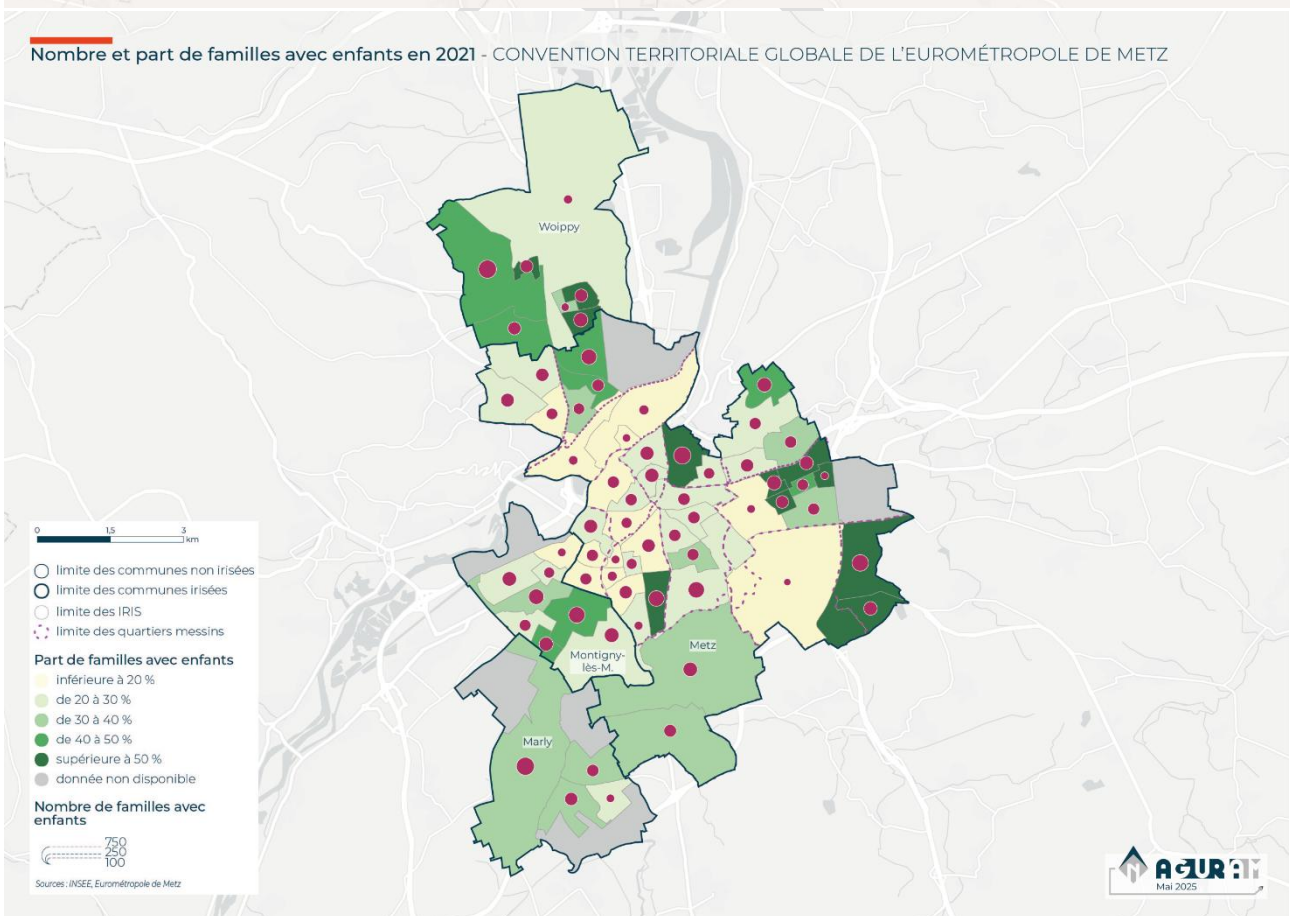 Nombre et part de familles avec enfants en 2021 - CONVENTION TERRITORIALE GLOBALE DE L'EUROMÉTROPOLE DE METZ
Woippy
Metz
Montigny-
lès-M.
Marly
0 1,5 3
km
limite des communes non irisées
limite des communes irisées
limite des IRIS
limite des quartiers messins
Part de familles avec enfants
inférieure à 20 %
de 20 à 30 %
de 30 à 40 %
de 40 à 50 %
supérieure à 50 %
donnée non disponible
Nombre de familles avec
enfants
750
250
100
Sources : INSEE, Eurométropole de Metz
N
AGURAM
Mai 2025